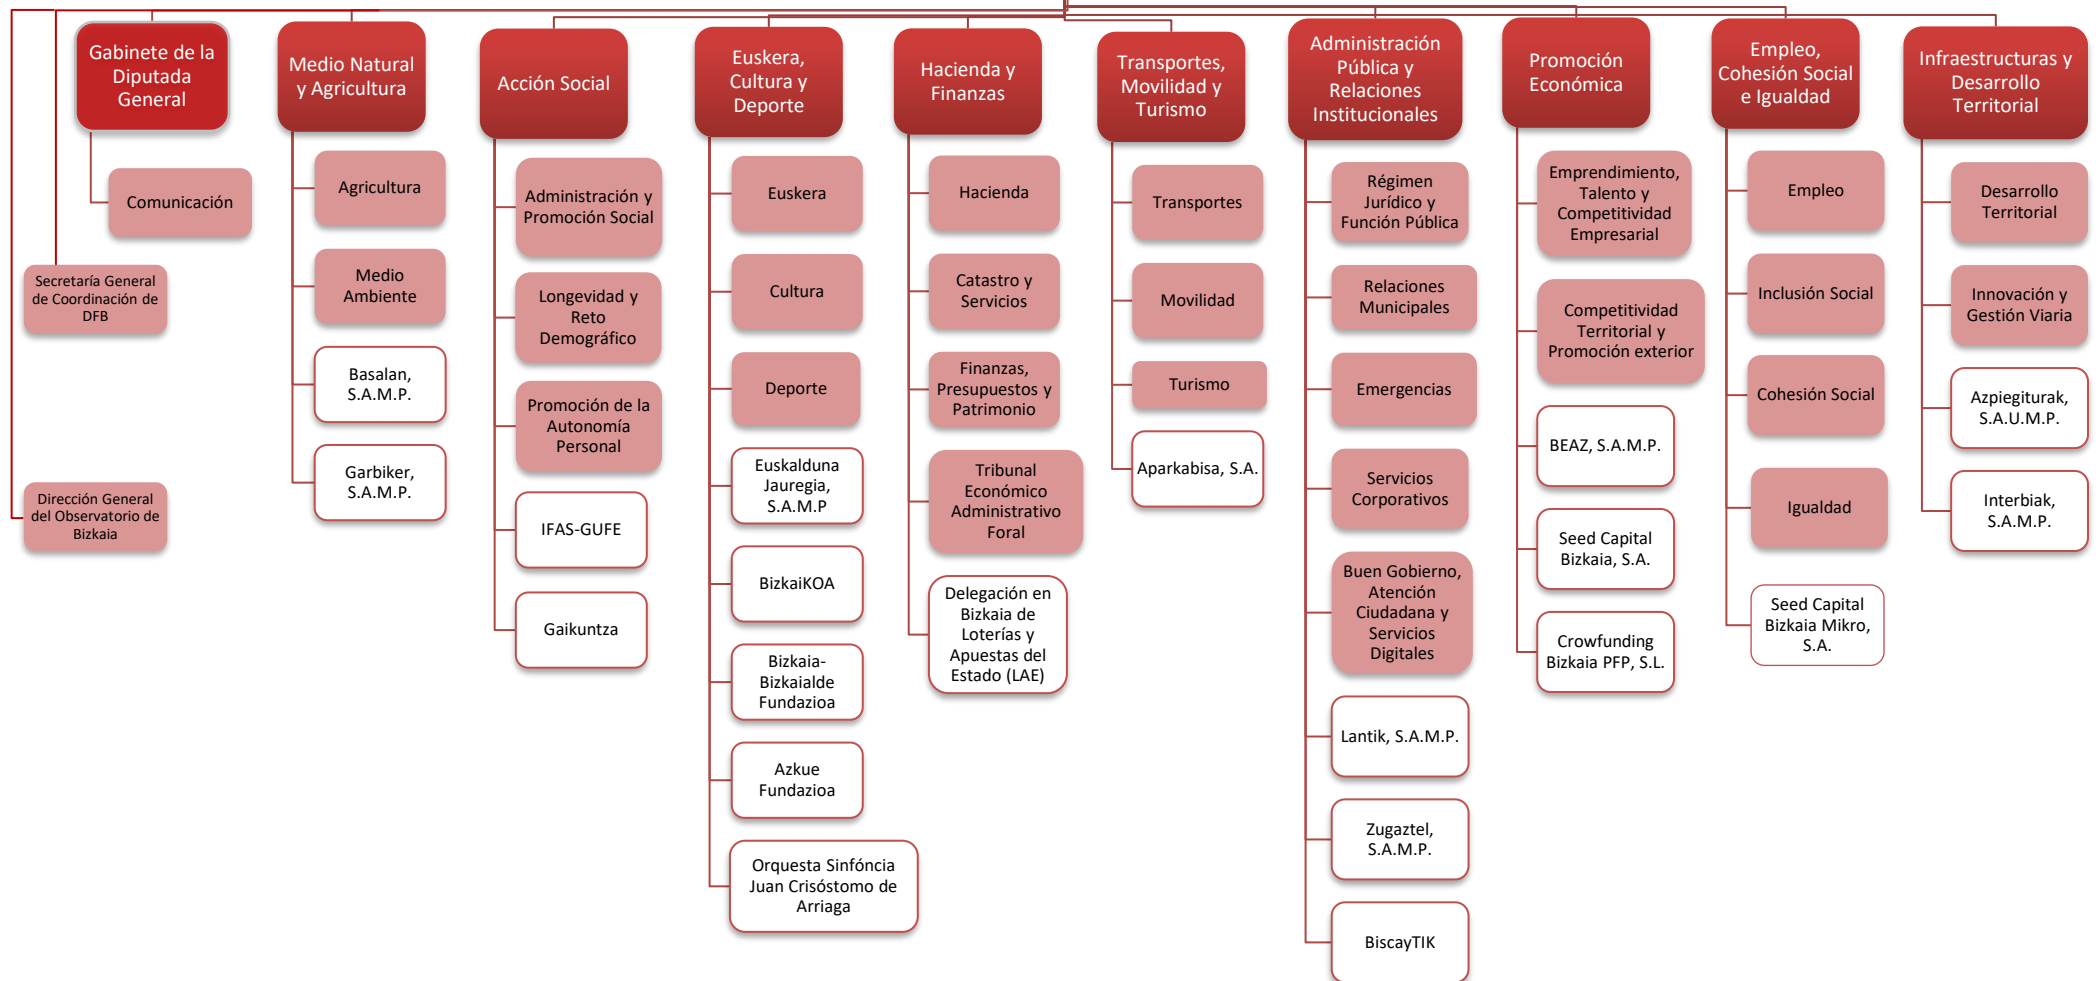 Gabinete de la
Diputada
General
Comunicación
Secretaría General
de Coordinación de
DFB
Dirección General
del Observatorio de
Bizkaia
Medio Natural
y Agricultura
Agricultura
Medio
Ambiente
Basalan,
S.A.M.P.
Garbiker,
S.A.M.P.
Acción Social
Administración y
Promoción Social
Longevidad y
Reto
Demográfico
Promoción de la
Autonomía
Personal
IFAS-GUFE
Gaikuntza
Euskera,
Cultura y
Deporte
Euskera
Cultura
Deporte
Euskalduna
Jauregia,
S.A.M.P
BizkaiKOA
Bizkaia-
Bizkaialde
Fundazioa
Azkue
Fundazioa
Orquesta Sinfóncia
Juan Crisóstomo de
Arriaga
Hacienda y
Finanzas
Hacienda
Catastro y
Servicios
Finanzas,
Presupuestos y
Patrimonio
Tribunal
Económico
Administrativo
Foral
Delegación en
Bizkaia de
Loterías y
Apuestas del
Estado (LAE)
Transportes,
Movilidad y
Turismo
Transportes
Movilidad
Turismo
Aparkabisa, S.A.
Administración
Pública y
Relaciones
Institucionales
Régimen
Jurídico y
Función Pública
Relaciones
Municipales
Emergencias
Servicios
Corporativos
Buen Gobierno,
Atención
Ciudadana y
Servicios
Digitales
Lantik, S.A.M.P.
Zugaztel,
S.A.M.P.
BiscayTIK
Promoción
Económica
Emprendimiento,
Talento y
Competitividad
Empresarial
Competitividad
Territorial y
Promoción exterior
BEAZ, S.A.M.P.
Seed Capital
Bizkaia, S.A.
Crowfunding
Bizkaia PFP, S.L.
Empleo,
Cohesión Social
e Igualdad
Empleo
Inclusión Social
Cohesión Social
Igualdad
Seed Capital
Bizkaia Mikro,
S.A.
Infraestructuras y
Desarrollo
Territorial
Desarrollo
Territorial
Innovación y
Gestión Viaria
Azpiegiturak,
S.A.U.M.P.
Interbiak,
S.A.M.P.